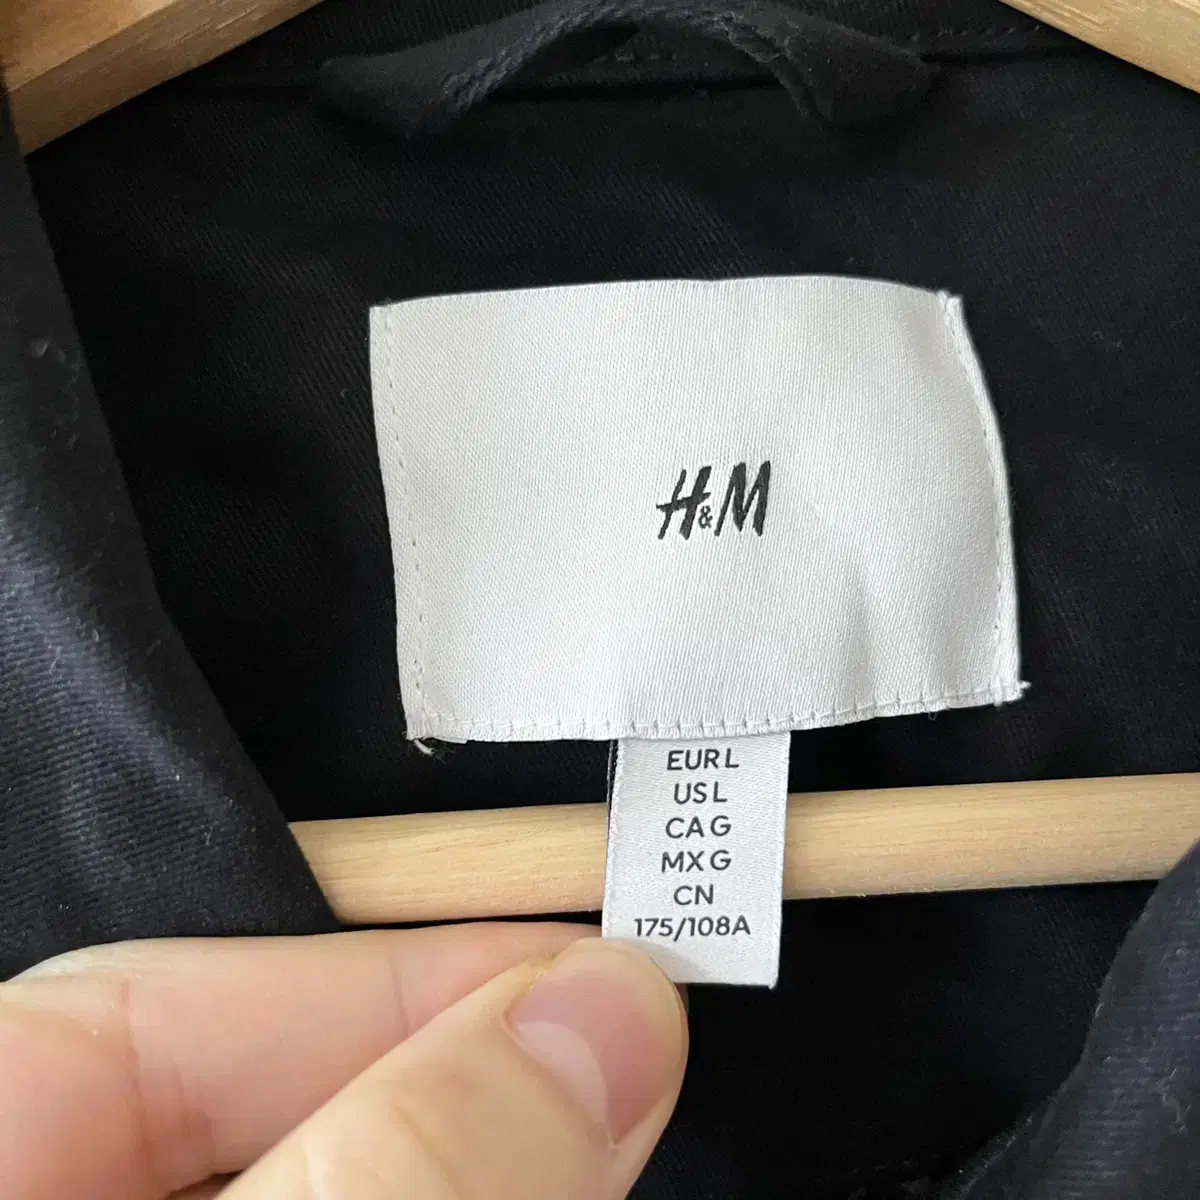 H&M
EUR L
US L
CA G
MX G
CN
175/108A